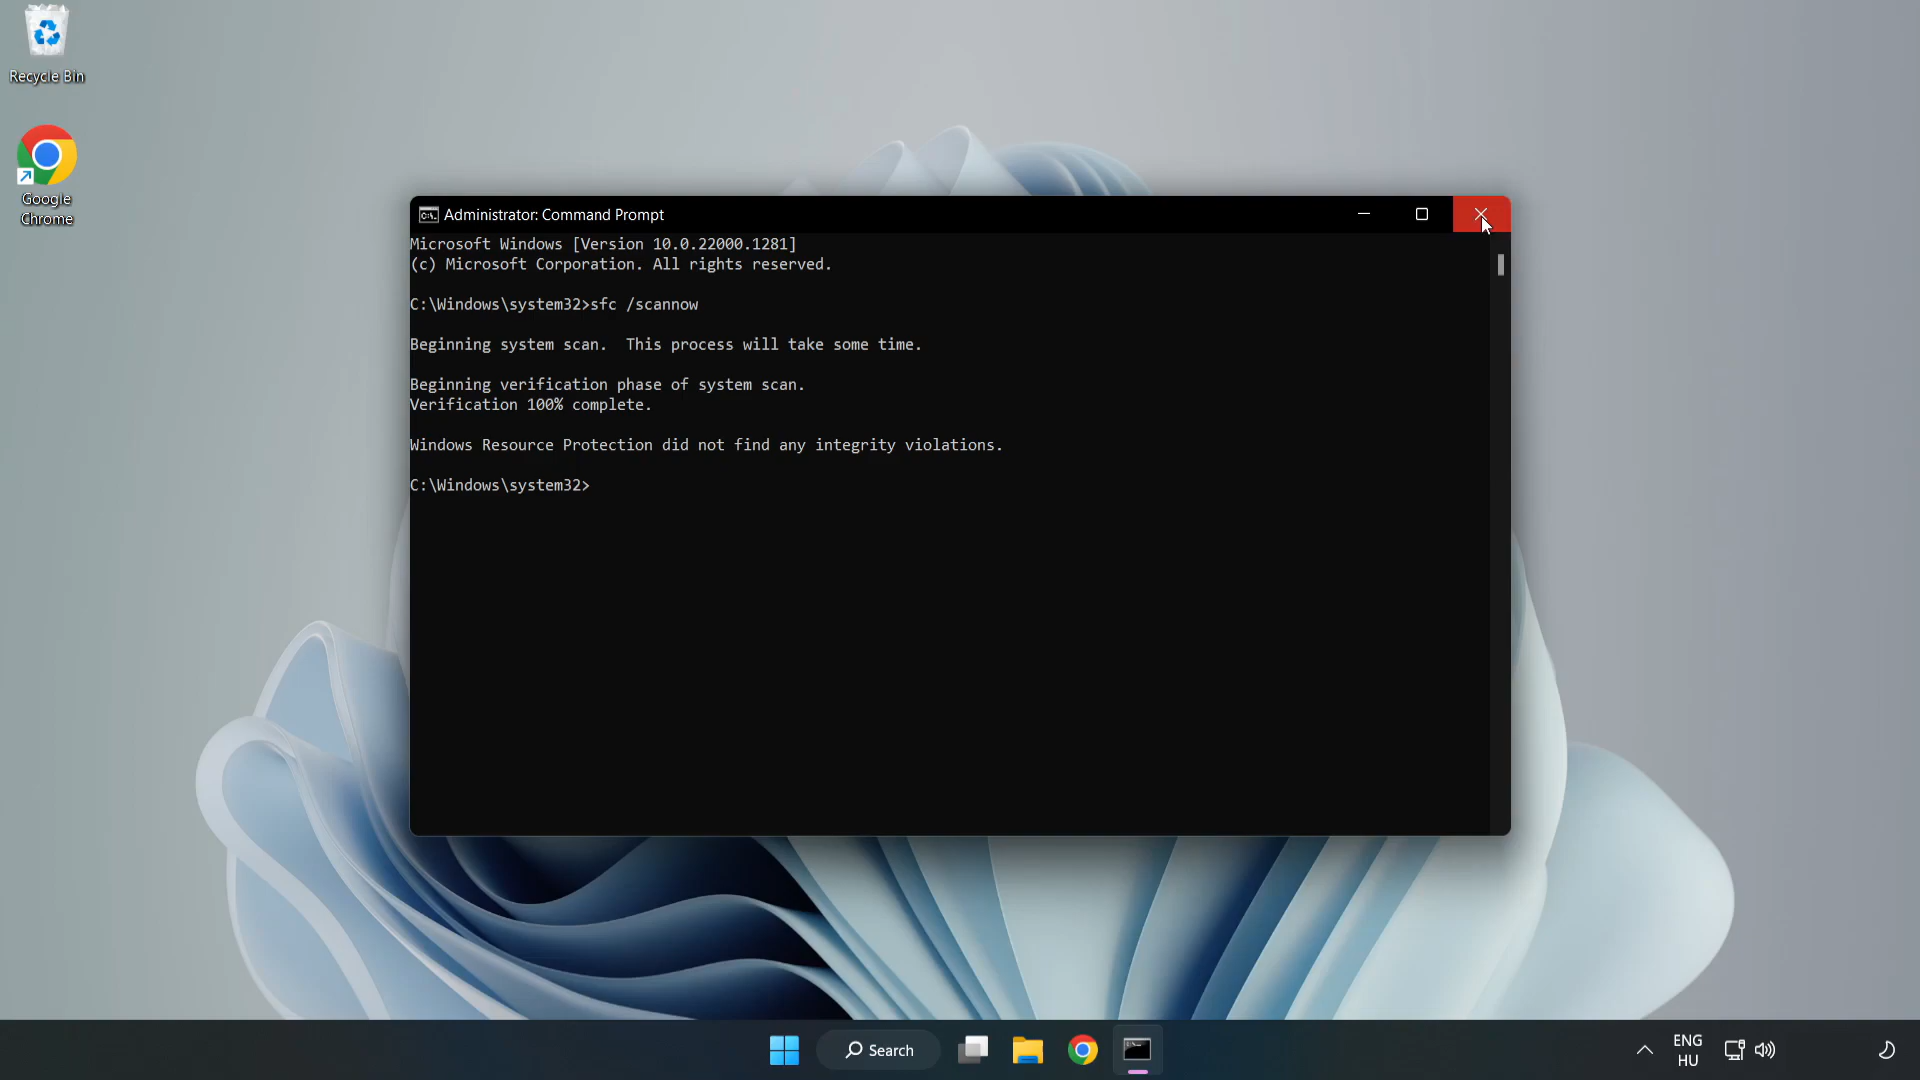 Recycle Bin
Google
Chrome
Administrator: Command Prompt
Microsoft Windows [Version 10.0.22000.1281]
(c) Microsoft Corporation. All rights reserved.
C:\Windows\system32>sfc /scannow
Beginning system scan.  This process will take some time.
Beginning verification phase of system scan.
Verification 100% complete.
Windows Resource Protection did not find any integrity violations.
C:\Windows\system32>
Search
ENG
HU